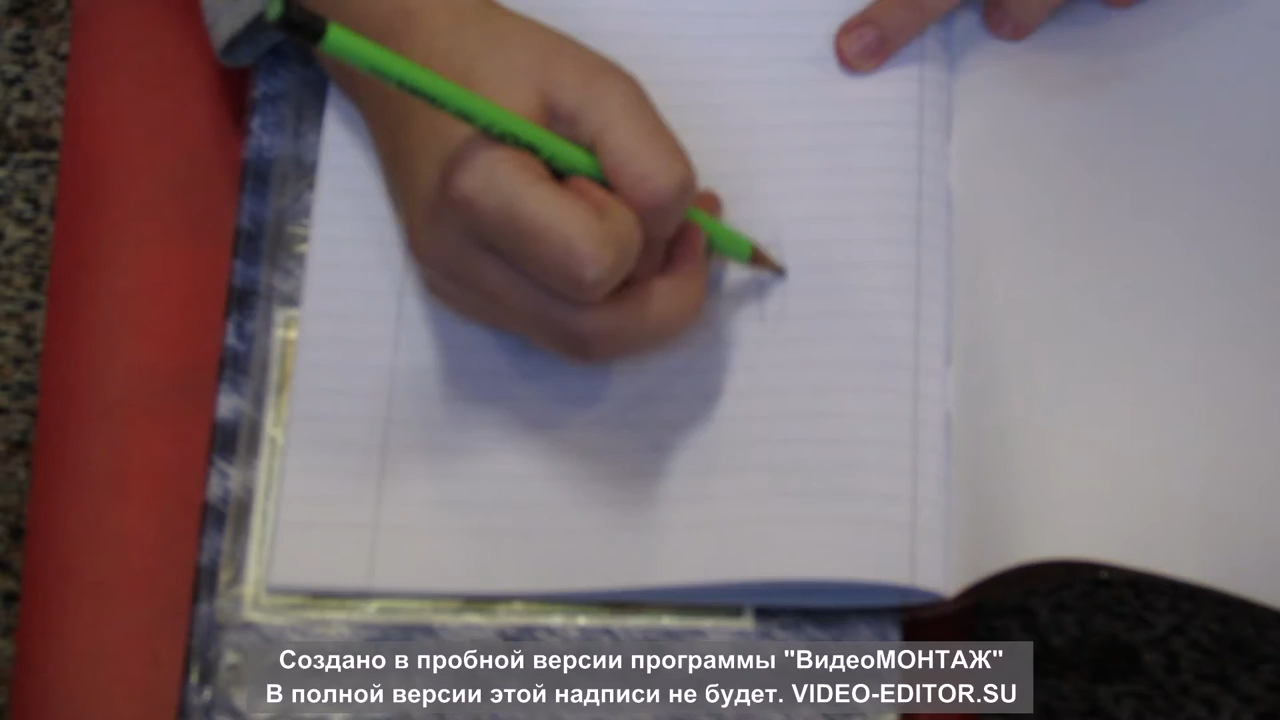 Создано в пробной версии программы "ВидеоМОНТАЖ"
В полной версии этой надписи не будет. VIDEO-EDITOR.SU